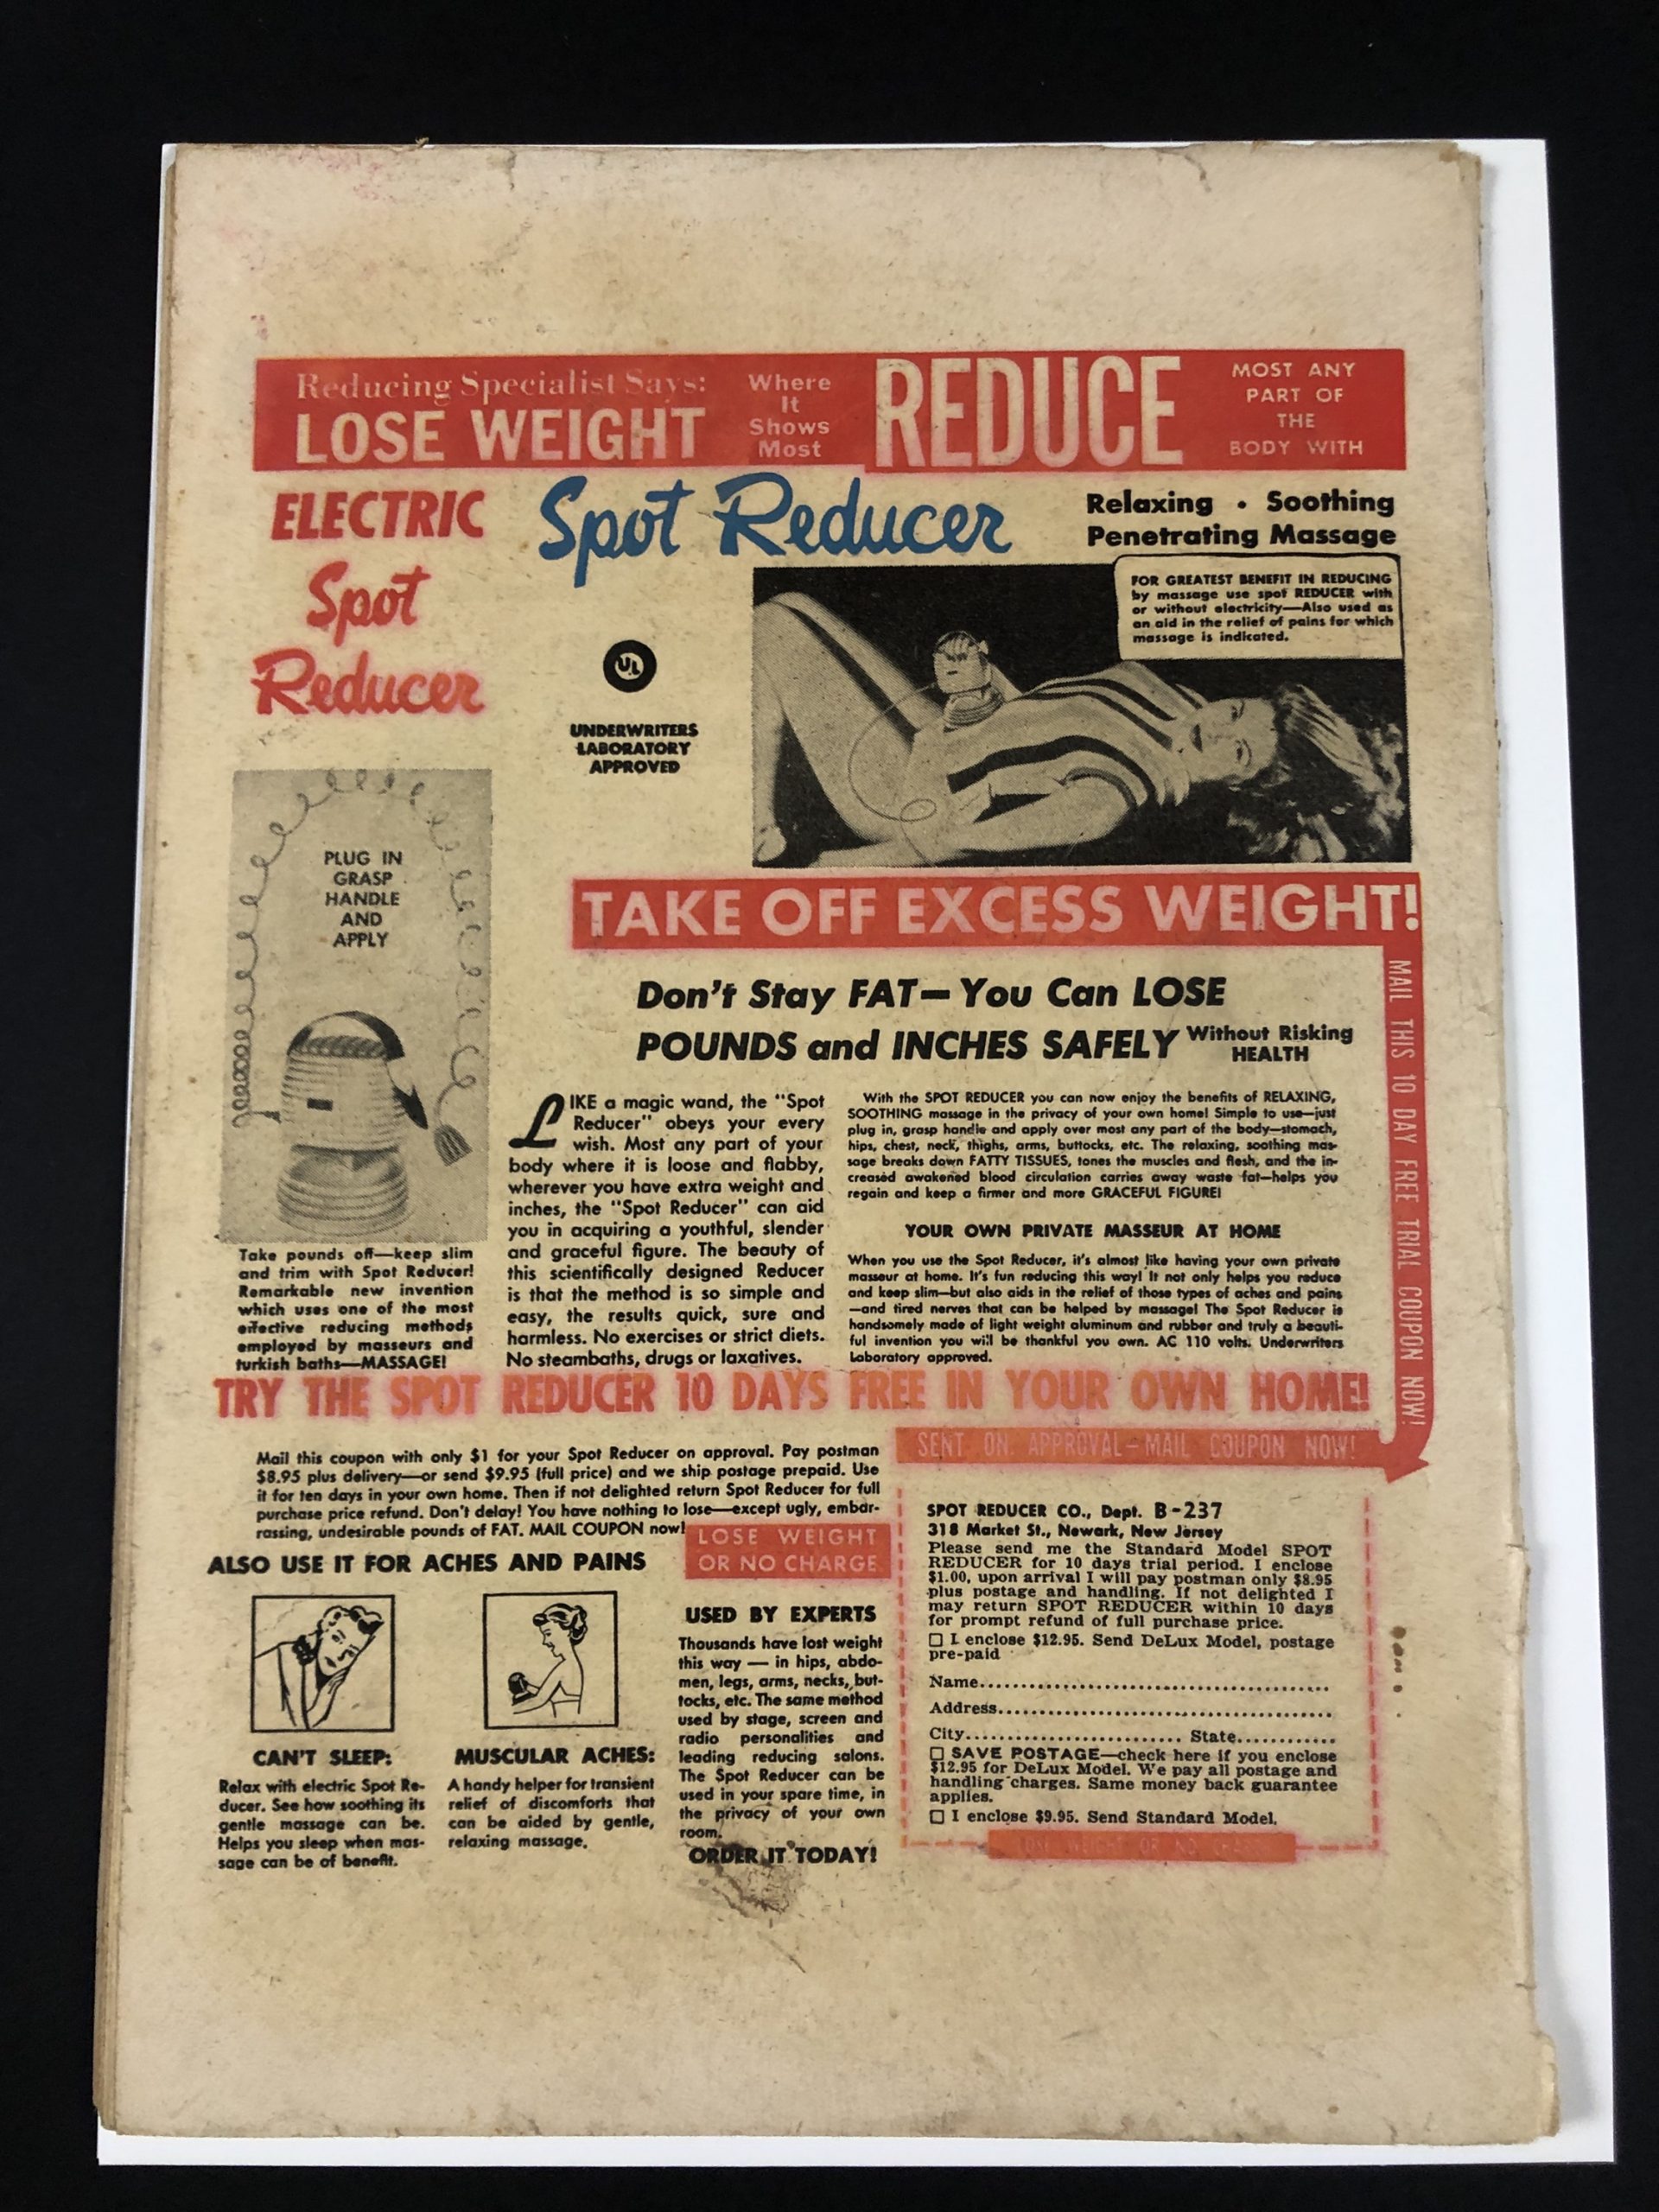 Reducing Specialist Says:
LOSE WEIGHT
Where
It
Shows
Most
REDUCE
MOST ANY
PART OF
THE
BODY WITH
ELECTRIC
Spot
Reducer
Spot Reducer
Relaxing • Soothing
Penetrating Massage
UL
UNDERWRITERS
LABORATORY
APPROVED
FOR GREATEST BENEFIT IN REDUCING
by massage use spot REDUCER with
or without electricity—Also used as
an aid in the relief of pains for which
massage is indicated.
PLUG IN
GRASP
HANDLE
AND
APPLY
Take pounds off—keep slim
and trim with Spot Reducer!
Remarkable new invention
which uses one of the most
effective reducing methods
employed by masseurs and
turkish baths—MASSAGE!
TAKE OFF EXCESS WEIGHT!
MAIL THIS 10 DAY FREE TRIAL COUPON NOW!
Don't Stay FAT—You Can LOSE
POUNDS and INCHES SAFELY Without Risking
HEALTH
LIKE a magic wand, the "Spot
Reducer" obeys your every
wish. Most any part of your
body where it is loose and flabby,
wherever you have extra weight and
inches, the "Spot Reducer" can aid
you in acquiring a youthful, slender
and graceful figure. The beauty of
this scientifically designed Reducer
is that the method is so simple and
easy, the results quick, sure and
harmless. No exercises or strict diets.
No steambaths, drugs or laxatives.
With the SPOT REDUCER you can now enjoy the benefits of RELAXING,
SOOTHING massage in the privacy of your own home! Simple to use—just
plug in, grasp handle and apply over most any part of the body—stomach,
hips, chest, neck, thighs, arms, buttocks, etc. The relaxing, soothing mas-
sage breaks down FATTY TISSUES, tones the muscles and flesh, and the in-
creased awakened blood circulation carries away waste fat—helps you
regain and keep a firmer and more GRACEFUL FIGURE!
YOUR OWN PRIVATE MASSEUR AT HOME
When you use the Spot Reducer, it's almost like having your own private
masseur at home. It's fun reducing this way! It not only helps you reduce
and keep slim—but also aids in the relief of those types of aches and pains
—and tired nerves that can be helped by massage! The Spot Reducer is
handsomely made of light weight aluminum and rubber and truly a beauti-
ful invention you will be thankful you own. AC 110 volts. Underwriters
Laboratory approved.
TRY THE SPOT REDUCER 10 DAYS FREE IN YOUR OWN HOME!
Mail this coupon with only $1 for your Spot Reducer on approval. Pay postman
$8.95 plus delivery—or send $9.95 (full price) and we ship postage prepaid. Use
it for ten days in your own home. Then if not delighted return Spot Reducer for full
purchase price refund. Don't delay! You have nothing to lose—except ugly, embar-
rassing, undesirable pounds of FAT. MAIL COUPON now!
LOSE WEIGHT
OR NO CHARGE
ALSO USE IT FOR ACHES AND PAINS
CAN'T SLEEP:
Relax with electric Spot Re-
ducer. See how soothing its
gentle massage can be.
Helps you sleep when mas-
sage can be of benefit.
MUSCULAR ACHES:
A handy helper for transient
relief of discomforts that
can be aided by gentle,
relaxing massage.
USED BY EXPERTS
Thousands have lost weight
this way — in hips, abdo-
men, legs, arms, necks, but-
tocks, etc. The same method
used by stage, screen and
radio personalities and
leading reducing salons.
The Spot Reducer can be
used in your spare time, in
the privacy of your own
room.
ORDER IT TODAY!
SENT ON APPROVAL—MAIL COUPON NOW!
SPOT REDUCER CO., Dept. B-237
318 Market St., Newark, New Jersey
Please send me the Standard Model SPOT
REDUCER for 10 days trial period. I enclose
$1.00, upon arrival I will pay postman only $8.95
plus postage and handling. If not delighted I
may return SPOT REDUCER within 10 days
for prompt refund of full purchase price.
☐ I enclose $12.95. Send DeLux Model, postage
pre-paid
Name
Address
City State
☐ SAVE POSTAGE—check here if you enclose
$12.95 for DeLux Model. We pay all postage and
handling charges. Same money back guarantee
applies.
☐ I enclose $9.95. Send Standard Model.